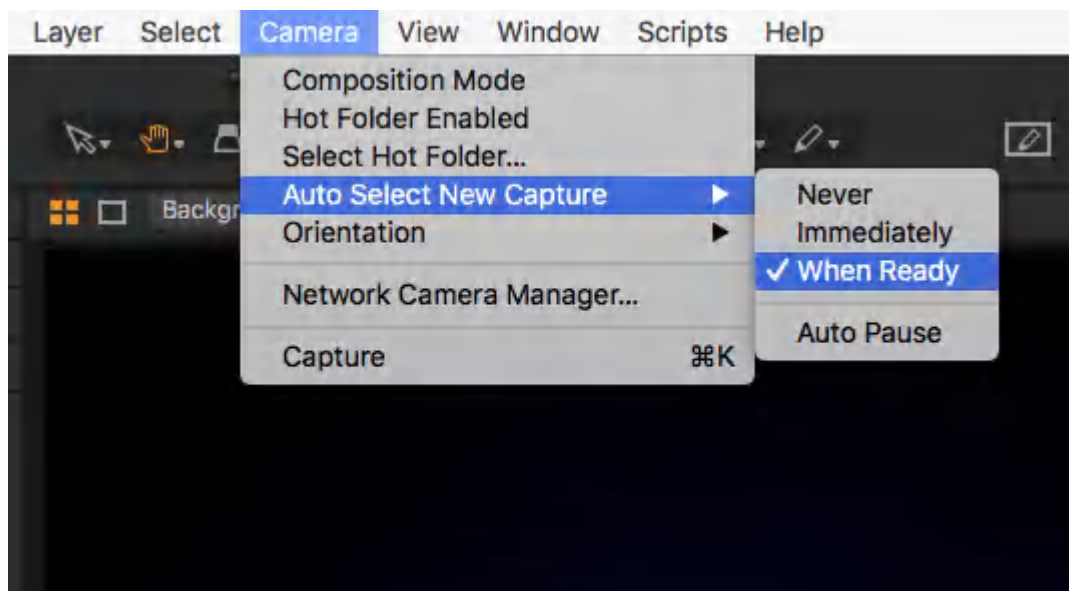 Layer Select Camera View Window Scripts Help
Composition Mode
Hot Folder Enabled
Select Hot Folder...
Backgr
Auto Select New Capture ▶
Orientation ▶
Network Camera Manager...
Capture ⌘K
Never
Immediately
✓ When Ready
Auto Pause